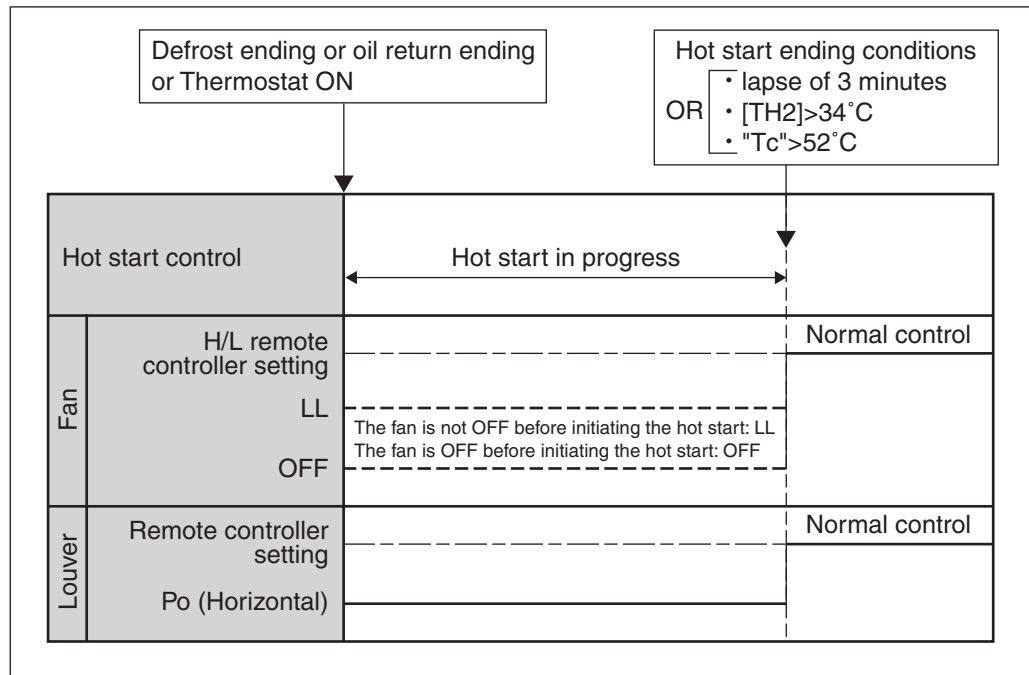 Defrost ending or oil return ending
or Thermostat ON
Hot start ending conditions
OR
・lapse of 3 minutes
・[TH2]>34˚C
・"Tc">52˚C
Hot start control
Hot start in progress
Fan
H/L remote
controller setting
Normal control
LL
The fan is not OFF before initiating the hot start: LL
The fan is OFF before initiating the hot start: OFF
OFF
Louver
Remote controller
setting
Normal control
Po (Horizontal)